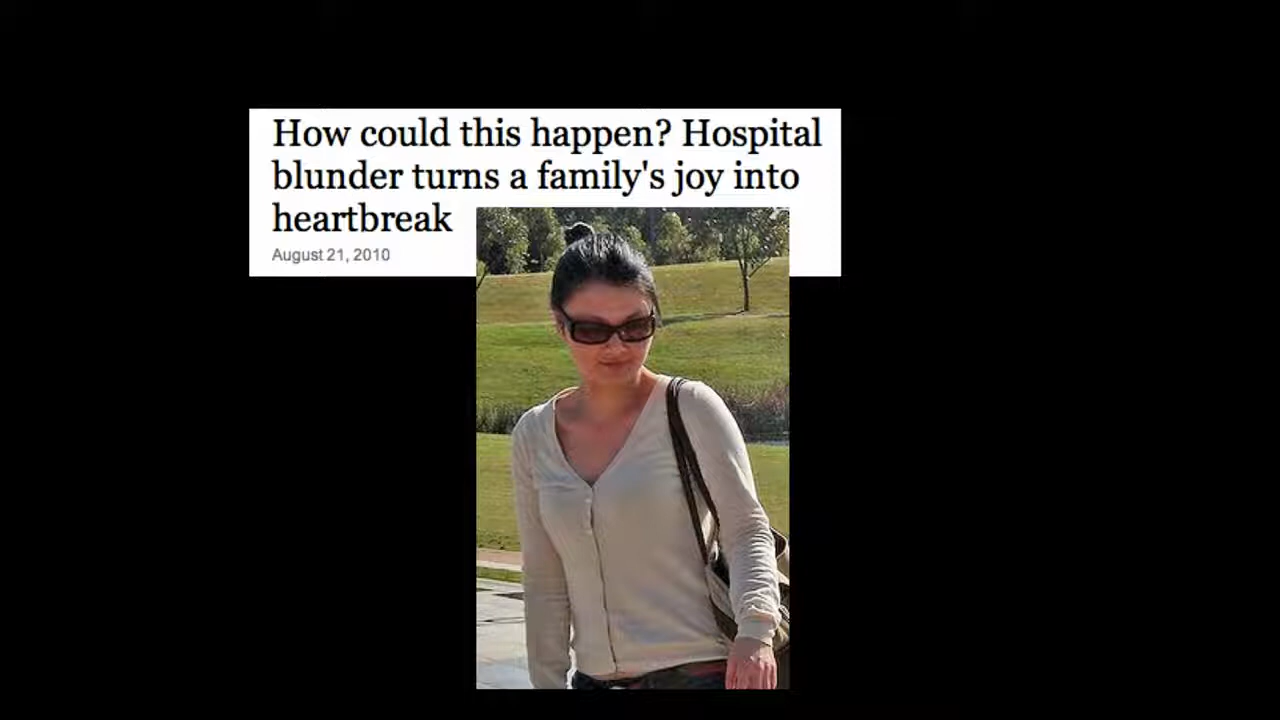 How could this happen? Hospital
blunder turns a family's joy into
heartbreak
August 21, 2010